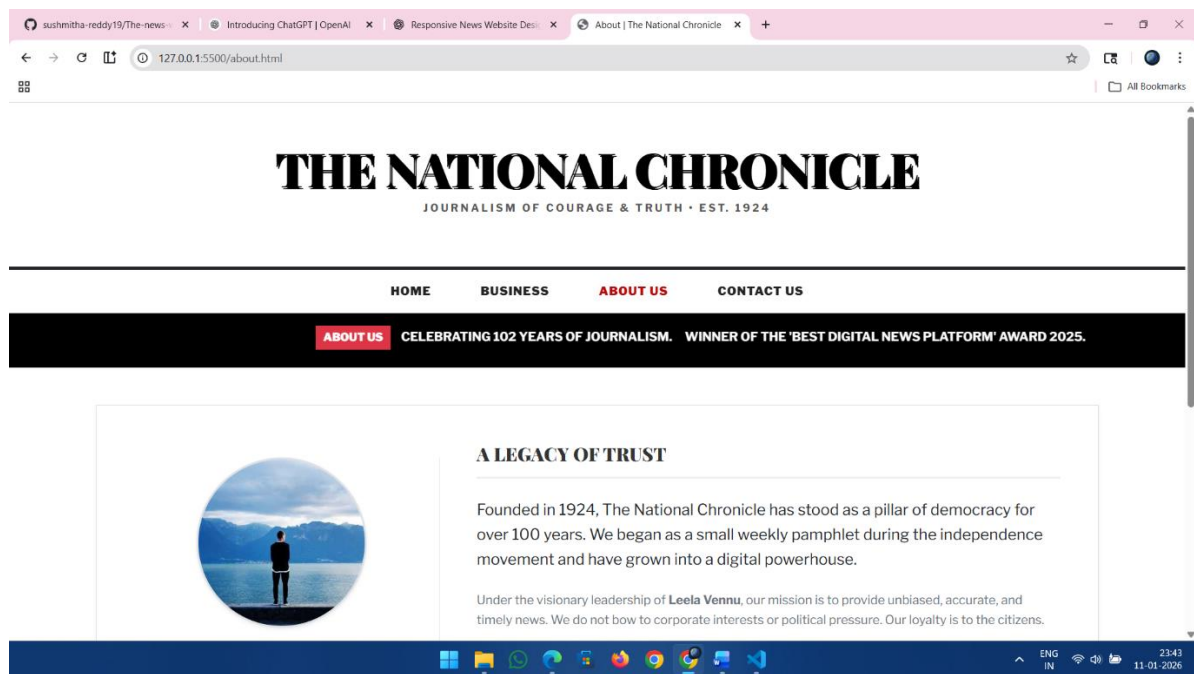 sushmitha-reddy19/The-news-
Introducing ChatGPT | OpenAI
Responsive News Website Desi
About | The National Chronicle
127.0.0.1:5500/about.html
All Bookmarks
THE NATIONAL CHRONICLE
JOURNALISM OF COURAGE & TRUTH • EST. 1924
HOME BUSINESS ABOUT US CONTACT US
ABOUT US CELEBRATING 102 YEARS OF JOURNALISM. WINNER OF THE 'BEST DIGITAL NEWS PLATFORM' AWARD 2025.
A LEGACY OF TRUST
Founded in 1924, The National Chronicle has stood as a pillar of democracy for
over 100 years. We began as a small weekly pamphlet during the independence
movement and have grown into a digital powerhouse.
Under the visionary leadership of Leela Vennu, our mission is to provide unbiased, accurate, and
timely news. We do not bow to corporate interests or political pressure. Our loyalty is to the citizens.
ENG
IN
23:43
11-01-2026